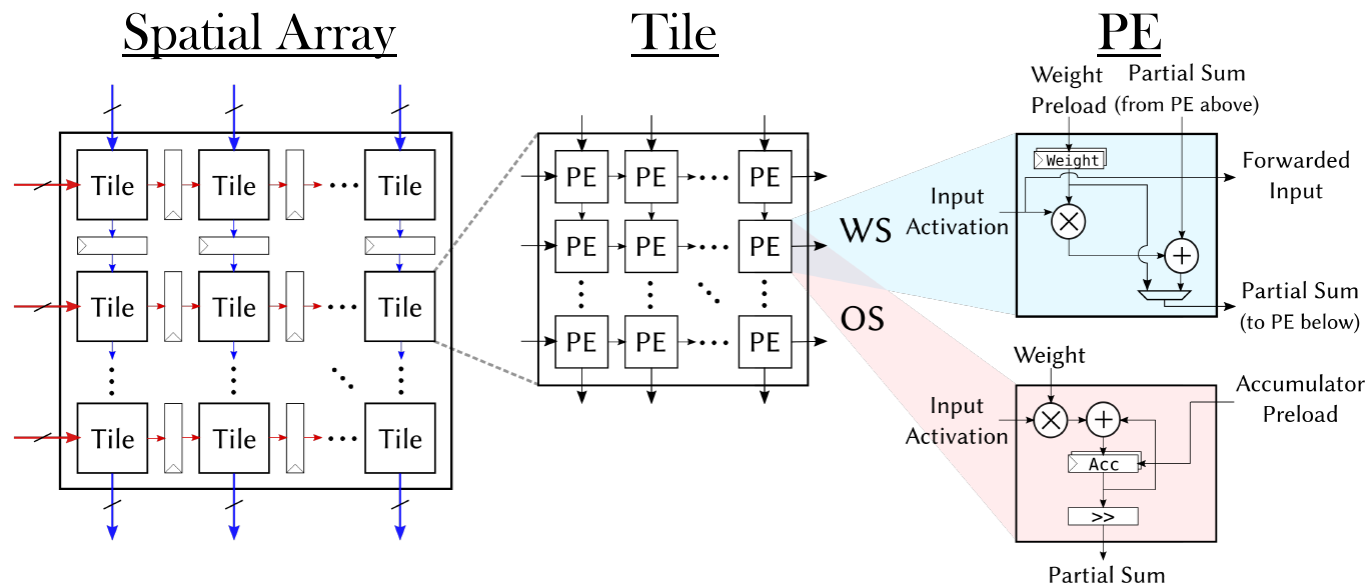 Spatial Array
Tile
PE
Weight
Preload
Partial Sum
(from PE above)
Tile
Tile
Tile
Tile
Tile
Tile
Tile
Tile
Tile
PE
PE
PE
PE
PE
PE
PE
PE
PE
WS
OS
Weight
Input
Activation
Forwarded
Input
×
+
Partial Sum
(to PE below)
Weight
Input
Activation
×
+
Accumulator
Preload
Acc
>>
Partial Sum